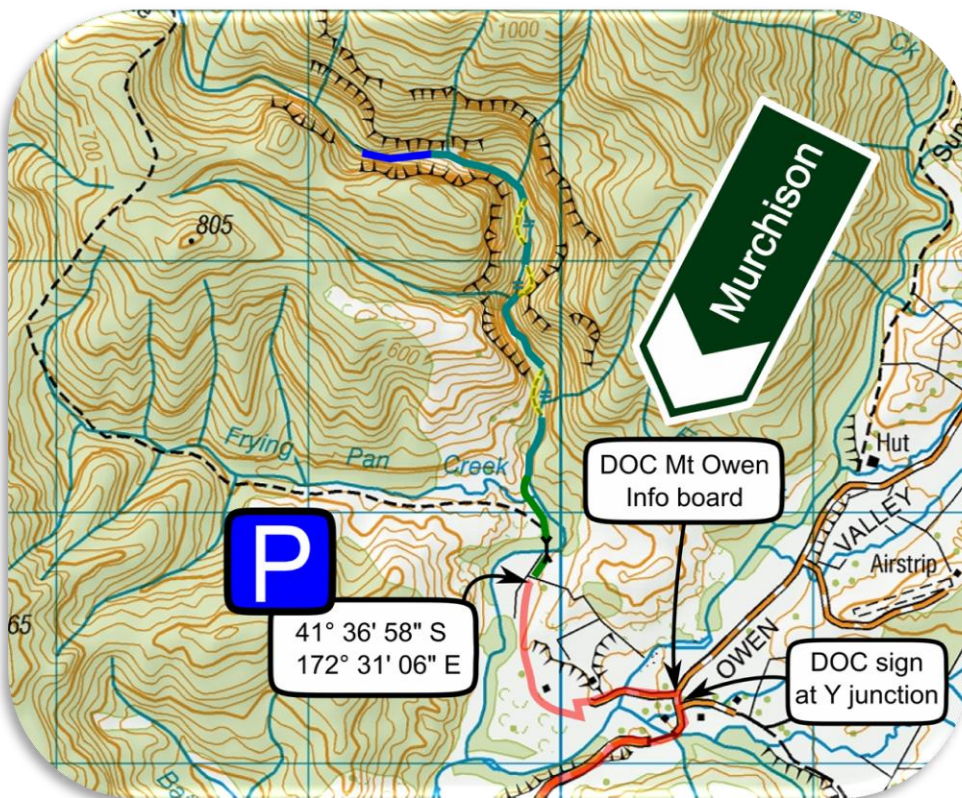 1000
Ck
700
Murchison
805
600
Frying Pan Creek
Hut
DOC Mt Owen
Info board
VALLEY
P
Airstrip
65
41° 36' 58" S
172° 31' 06" E
OWEN
DOC sign
at Y junction